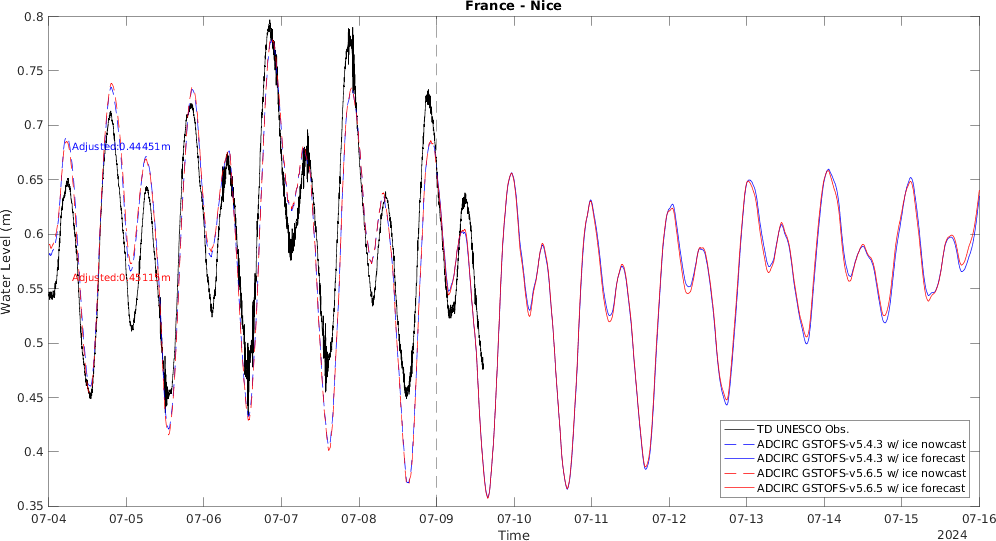 France - Nice
0.8
0.75
0.7
0.65
0.6
0.55
0.5
0.45
0.4
0.35
Water Level (m)
Adjusted:0.44451m
TD UNESCO Obs.
ADCIRC GSTOFS-v5.4.3 w/ ice nowcast
ADCIRC GSTOFS-v5.4.3 w/ ice forecast
ADCIRC GSTOFS-v5.6.5 w/ ice nowcast
ADCIRC GSTOFS-v5.6.5 w/ ice forecast
07-04 07-05 07-06 07-07 07-08 07-09 07-10 07-11 07-12 07-13 07-14 07-15 07-16
Time
2024